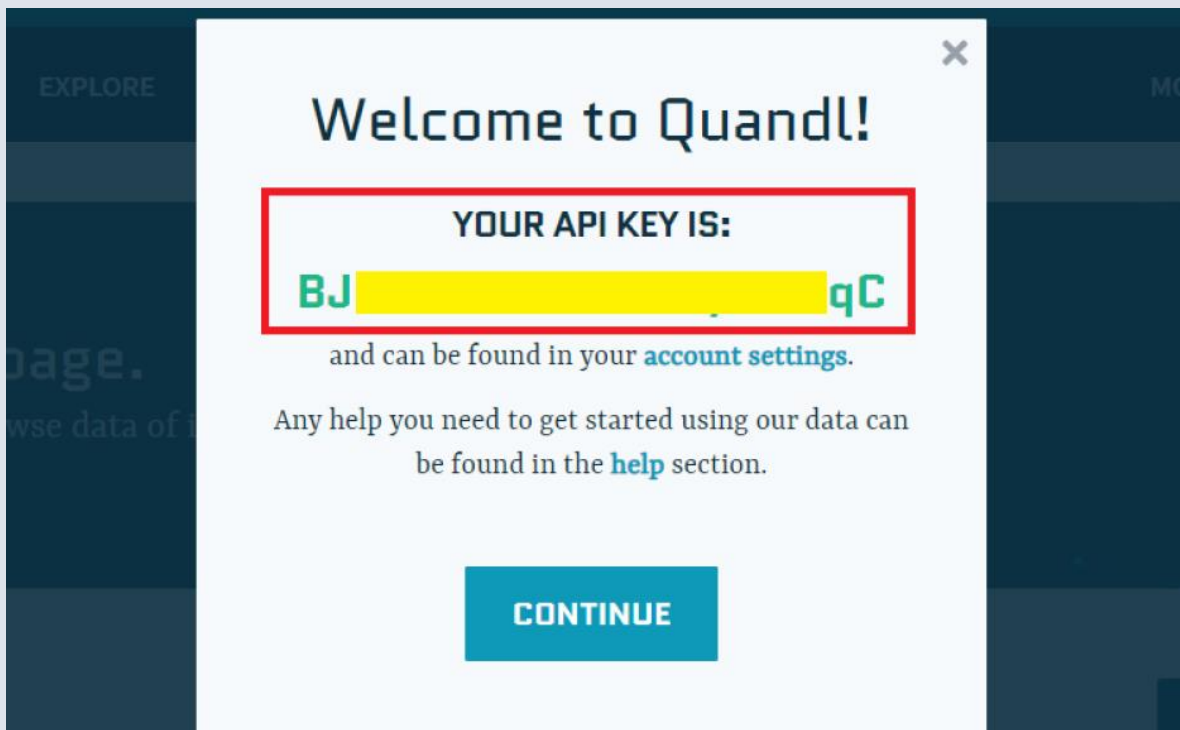 EXPLORE
Welcome to Quandl!
YOUR API KEY IS:
BJ qC
and can be found in your account settings.
page.
wse data of i
Any help you need to get started using our data can
be found in the help section.
CONTINUE